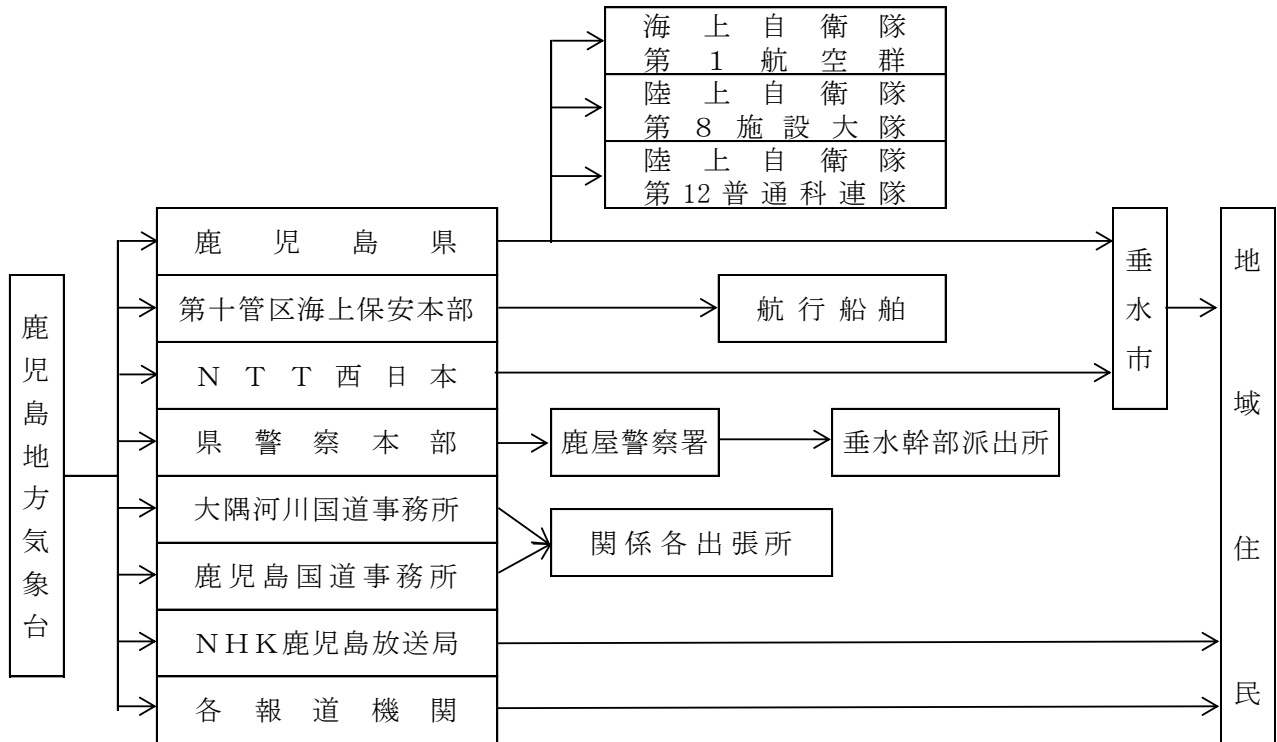 海上自衛隊
第1航空群
陸上自衛隊
第8施設大隊
陸上自衛隊
第12普通科連隊
鹿児島県
第十管区海上保安本部
航行船舶
NTT西日本
県警察本部
鹿屋警察署
垂水幹部派出所
大隅河川国道事務所
関係各出張所
鹿児島国道事務所
NHK鹿児島放送局
各報道機関
鹿児島地方気象台
垂水市
地域住民